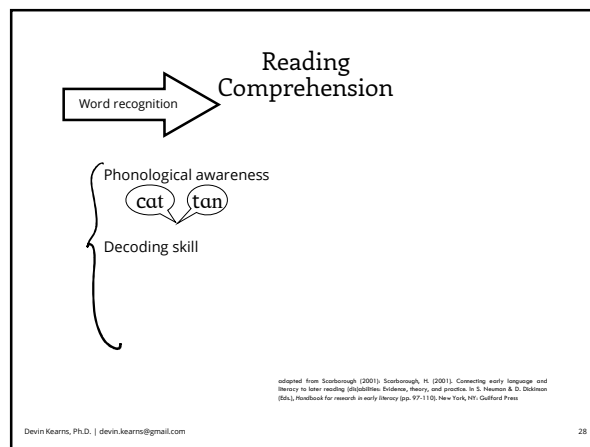 Reading
Comprehension
Word recognition
Phonological awareness
cat tan
Decoding skill
adapted from Scarborough (2001): Scarborough, H. (2001). Connecting early language and
literacy to later reading (dis)abilities: Evidence, theory, and practice. In S. Neuman & D. Dickinson
(Eds.), Handbook for research in early literacy (pp. 97-110). New York, NY: Guilford Press
Devin Kearns, Ph.D. | devin.kearns@gmail.com 28